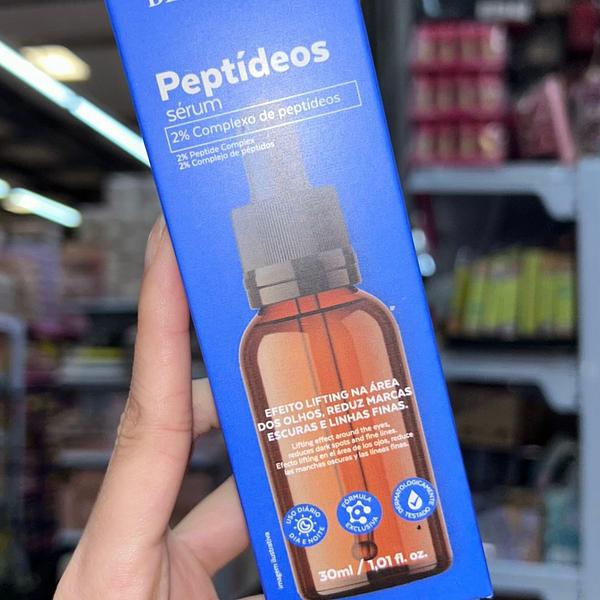 Peptídeos
sérum
2% Complexo de peptídeos
2% Peptide Complex
2% Complejo de péptidos
EFEITO LIFTING NA ÁREA
DOS OLHOS, REDUZ MARCAS
ESCURAS E LINHAS FINAS.
Lifting effect around the eyes,
reduces dark spots and fine lines.
Efecto lifting en el área de los ojos, reduce
las manchas oscuras y las líneas finas.
USO DIÁRIO
DIA E NOITE
FÓRMULA
EXCLUSIVA
DERMATOLOGICAMENTE
TESTADO
imagem ilustrativa
30ml / 1,01 fl. oz.